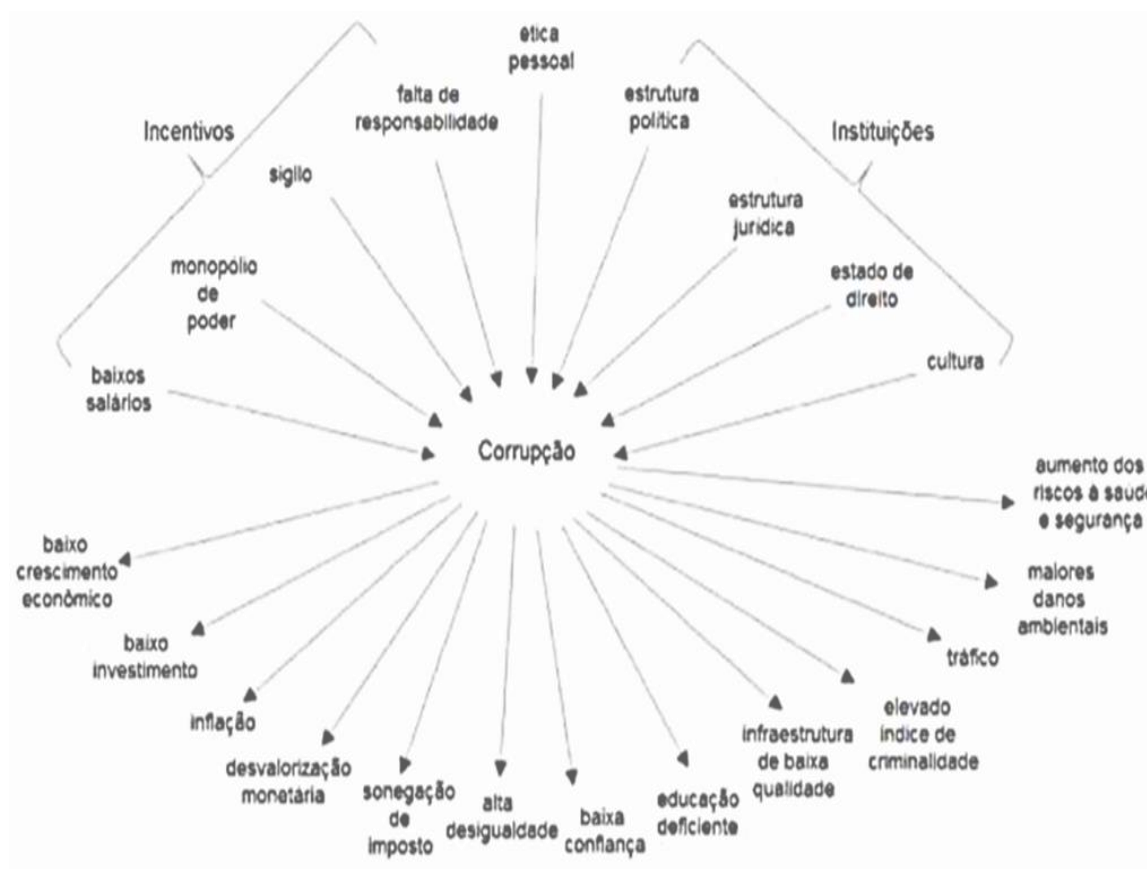 etica
pessoal
falta de
responsabilidade
estrutura
política
Incentivos
Instituições
sigilo
estrutura
jurídica
monopólio
de
poder
estado de
direito
baixos
salários
cultura
Corrupção
aumento dos
riscos à saúde
e segurança
baixo
crescimento
econômico
maiores
danos
ambientais
baixo
investimento
tráfico
inflação
elevado
índice de
criminalidade
infraestrutura
de baixa
qualidade
desvalorização
monetária
sonegação
de
imposto
alta
desigualdade
baixa
confiança
educação
deficiente